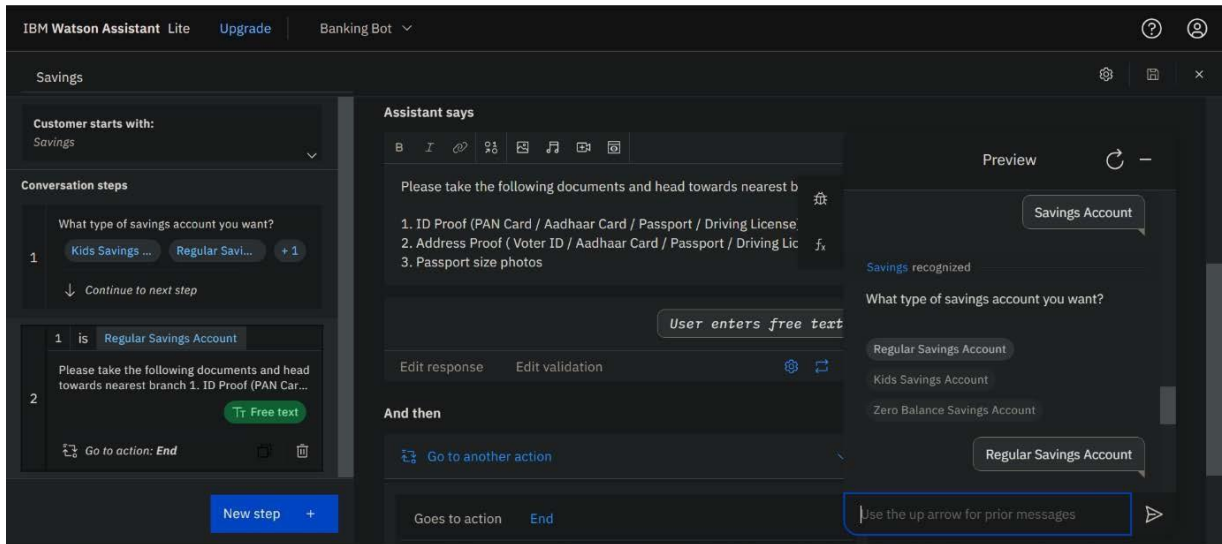 IBM Watson Assistant Lite Upgrade Banking Bot
Savings
Customer starts with:
Savings
Conversation steps
1
What type of savings account you want?
Kids Savings ... Regular Savi... + 1
Continue to next step
2
1 is Regular Savings Account
Please take the following documents and head
towards nearest branch 1. ID Proof (PAN Car...
Tт Free text
Go to action: End
New step +
Assistant says
B I
Please take the following documents and head towards nearest b
1. ID Proof (PAN Card / Aadhaar Card / Passport / Driving License)
2. Address Proof ( Voter ID / Aadhaar Card / Passport / Driving Lic
3. Passport size photos
User enters free text
Edit response Edit validation
And then
Go to another action
Goes to action End
fx
Preview
Savings Account
Savings recognized
What type of savings account you want?
Regular Savings Account
Kids Savings Account
Zero Balance Savings Account
Regular Savings Account
Use the up arrow for prior messages